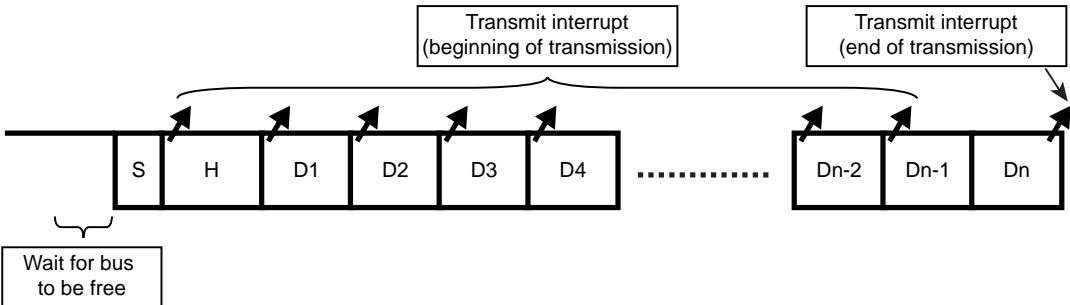 Transmit interrupt
(beginning of transmission)
Transmit interrupt
(end of transmission)
S H D1 D2 D3 D4 Dn-2 Dn-1 Dn
Wait for bus
to be free